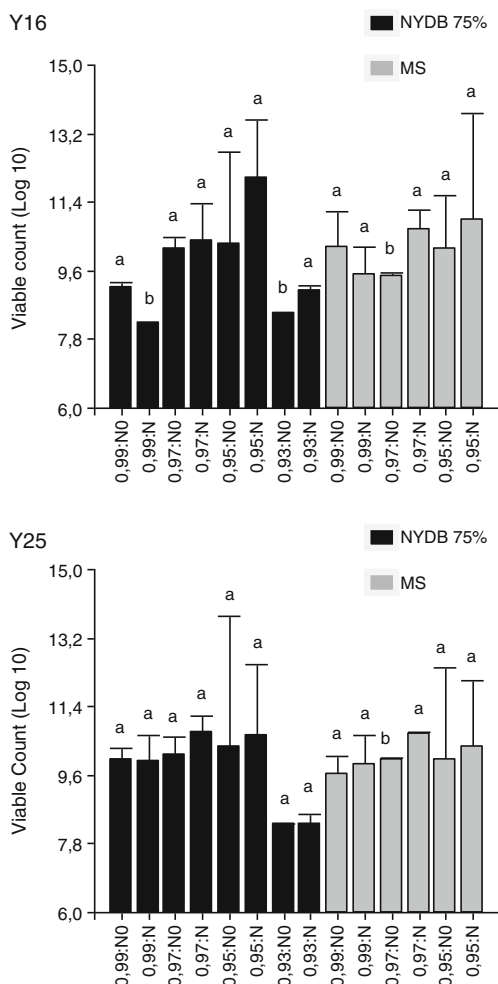 Y16
NYDB 75%
MS
Viable count (Log 10)
15,0
13,2
11,4
9,6
7,8
6,0
a
b
a
a
a
a
b
a
a
a
b
a
a
a
0,99:N0
0,99:N
0,97:N0
0,97:N
0,95:N0
0,95:N
0,93:N0
0,93:N
0,99:N0
0,99:N
0,97:N0
0,97:N
0,95:N0
0,95:N
Y25
NYDB 75%
MS
Viable Count (Log 10)
15,0
13,2
11,4
9,6
7,8
6,0
a
a
a
a
a
a
a
a
a
a
b
a
a
a
0,99:N0
0,99:N
0,97:N0
0,97:N
0,95:N0
0,95:N
0,93:N0
0,93:N
0,99:N0
0,99:N
0,97:N0
0,97:N
0,95:N0
0,95:N